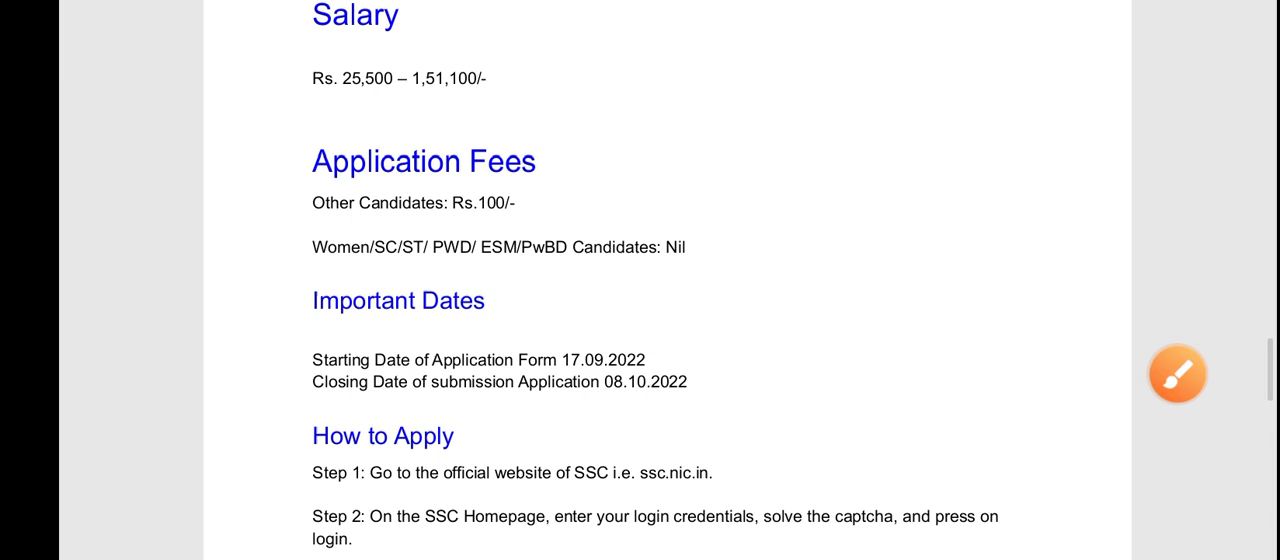 Salary
Rs. 25,500 – 1,51,100/-
Application Fees
Other Candidates: Rs.100/-
Women/SC/ST/ PWD/ ESM/PwBD Candidates: Nil
Important Dates
Starting Date of Application Form 17.09.2022
Closing Date of submission Application 08.10.2022
How to Apply
Step 1: Go to the official website of SSC i.e. ssc.nic.in.
Step 2: On the SSC Homepage, enter your login credentials, solve the captcha, and press on
login.